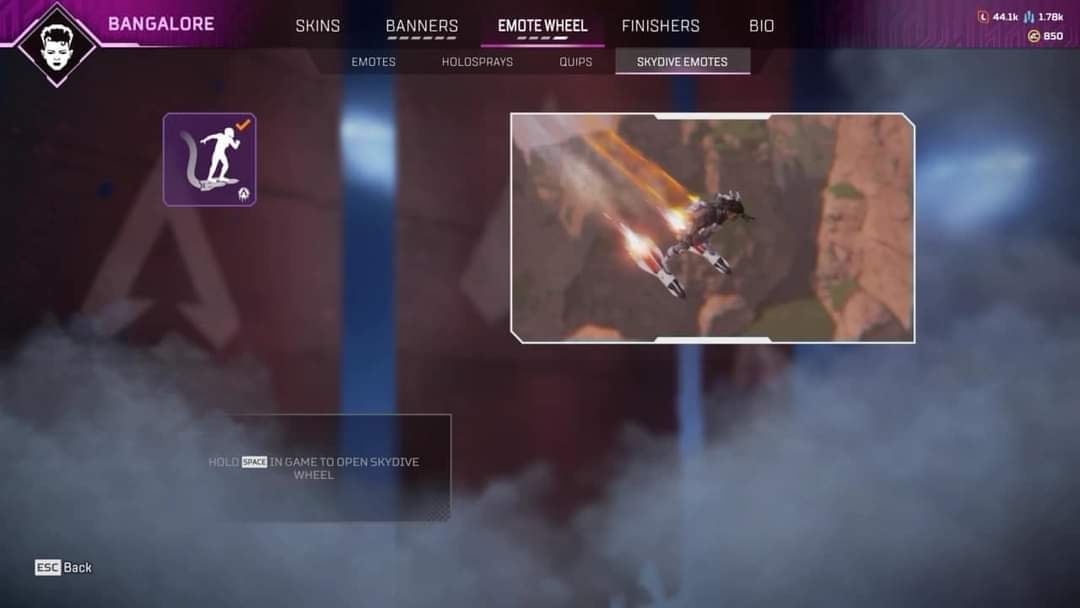 BANGALORE
SKINS
BANNERS
EMOTE WHEEL
FINISHERS
BIO
L 44.1k 1.78k
850
EMOTES
HOLOSPRAYS
QUIPS
SKYDIVE EMOTES
HOLD SPACE IN GAME TO OPEN SKYDIVE
WHEEL
ESC Back